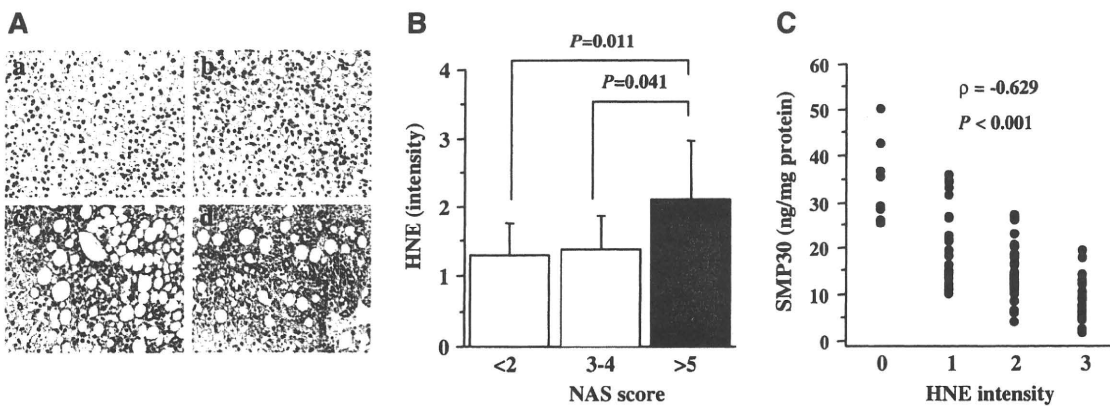 A
a
b
c
d
B
P=0.011
P=0.041
4
3
2
1
0
HNE (intensity)
<2
3-4
>5
NAS score
C
60
50
40
30
20
10
0
SMP30 (ng/mg protein)
ρ = -0.629
P < 0.001
0
1
2
3
HNE intensity